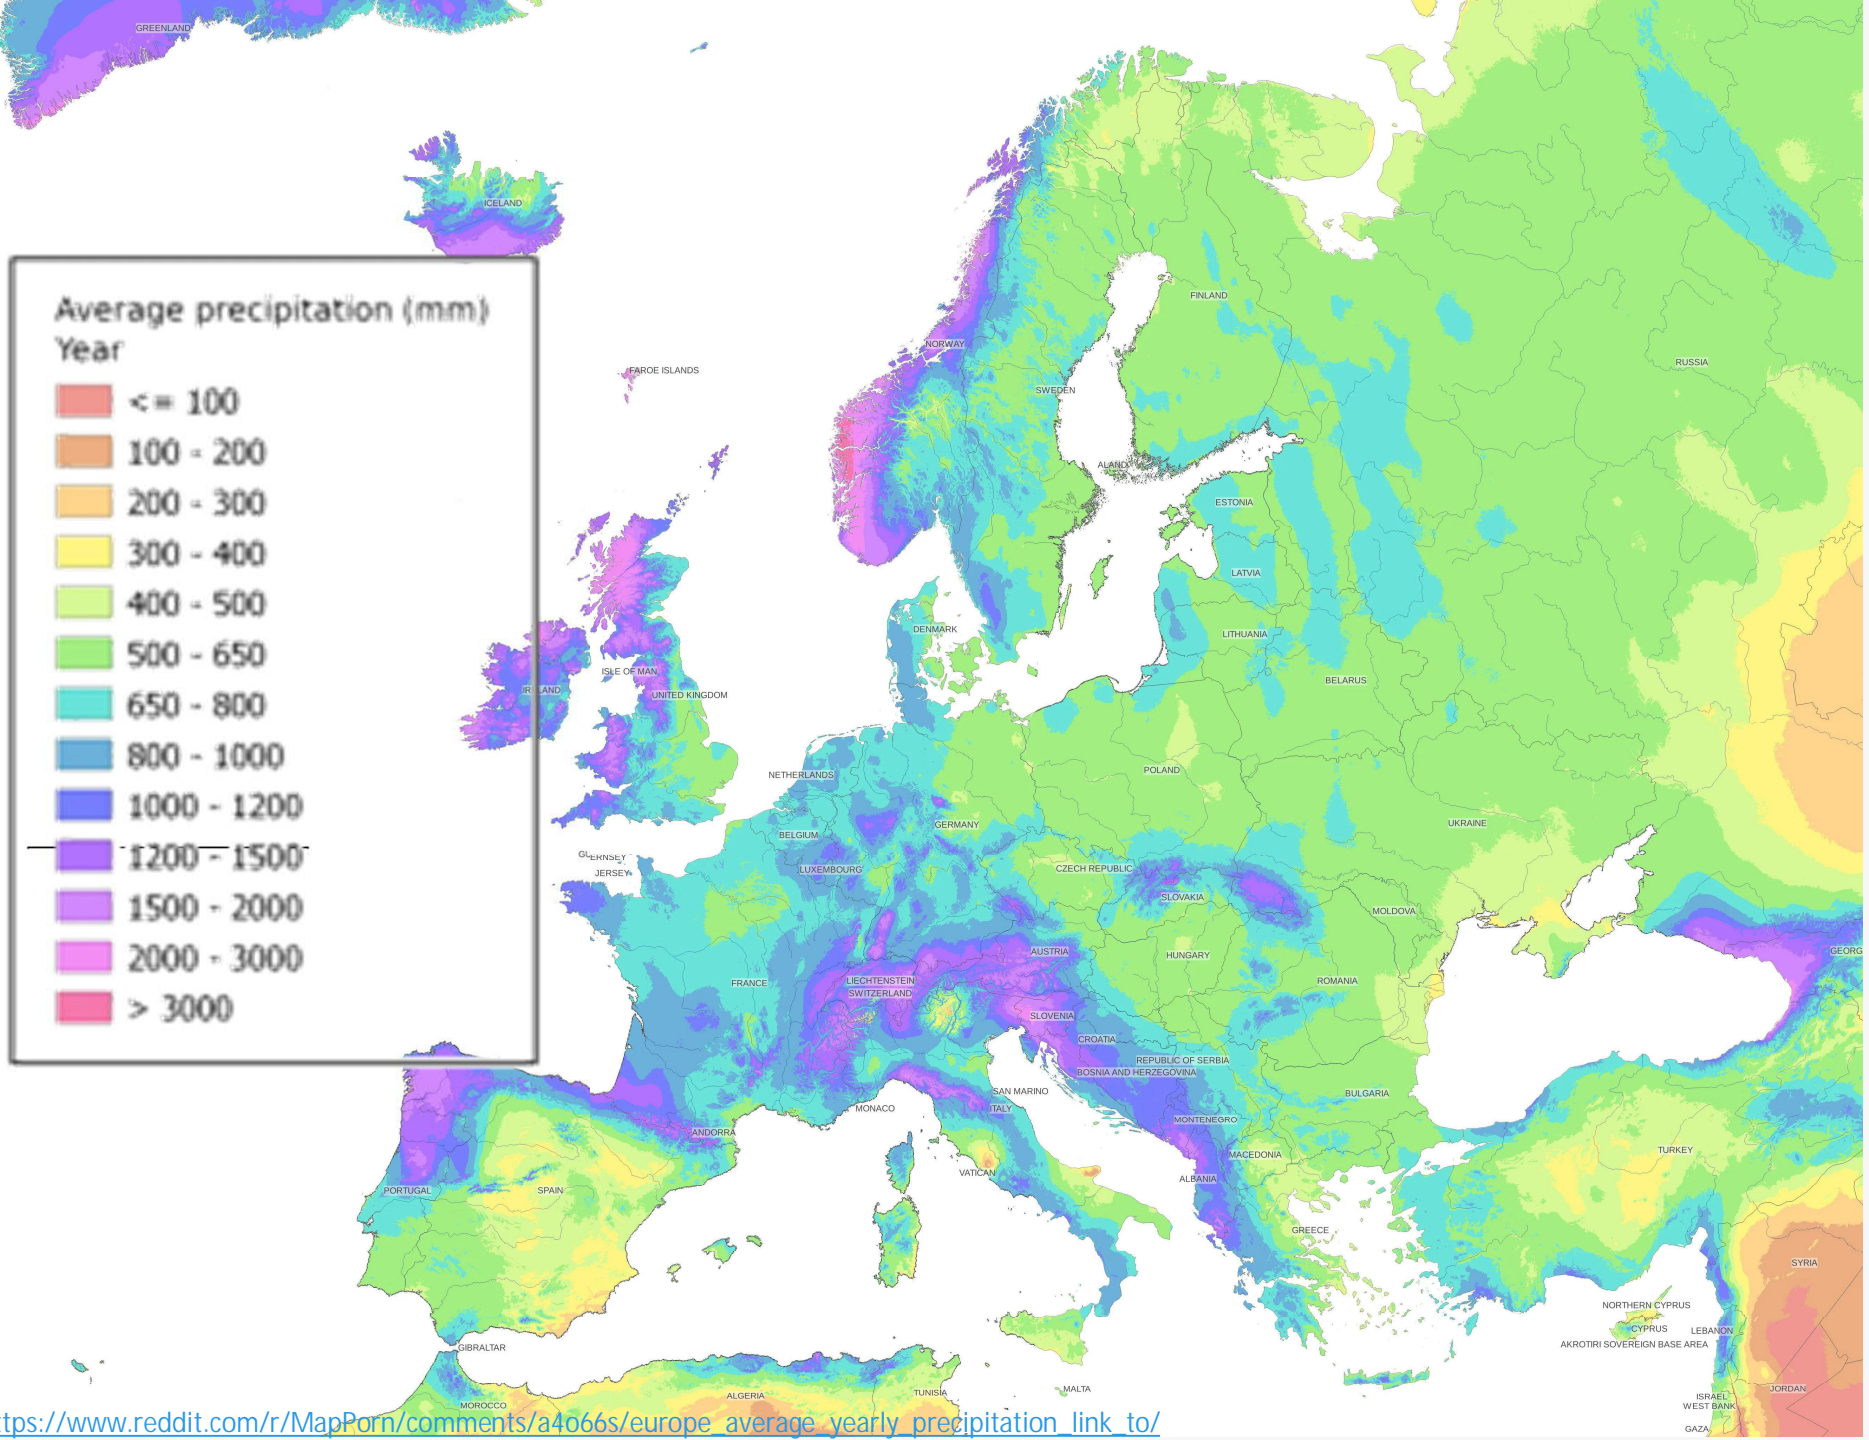 GREENLAND
ICELAND
Average precipitation (mm)
Year
<= 100
100 - 200
200 - 300
300 - 400
400 - 500
500 - 650
650 - 800
800 - 1000
1000 - 1200
1200 - 1500
1500 - 2000
2000 - 3000
> 3000
FINLAND
NORWAY
RUSSIA
FAROE ISLANDS
SWEDEN
ALAND
ESTONIA
LATVIA
DENMARK
LITHUANIA
ISLE OF MAN
IRELAND
UNITED KINGDOM
BELARUS
POLAND
NETHERLANDS
UKRAINE
GERMANY
BELGIUM
GUERNSEY
JERSEY
LUXEMBOURG
CZECH REPUBLIC
SLOVAKIA
MOLDOVA
AUSTRIA
HUNGARY
GEORG
FRANCE
LIECHTENSTEIN
SWITZERLAND
ROMANIA
SLOVENIA
CROATIA
REPUBLIC OF SERBIA
BOSNIA AND HERZEGOVINA
SAN MARINO
BULGARIA
MONACO
ITALY
MONTENEGRO
ANDORRA
MACEDONIA
TURKEY
VATICAN
ALBANIA
PORTUGAL
SPAIN
GREECE
SYRIA
NORTHERN CYPRUS
CYPRUS
LEBANON
AKROTIRI SOVEREIGN BASE AREA
GIBRALTAR
MALTA
JORDAN
ALGERIA
TUNISIA
ISRAEL
WEST BANK
MOROCCO
GAZA
ttps://www.reddit.com/r/MapPorn/comments/a4o66s/europe_average_yearly_precipitation_link_to/